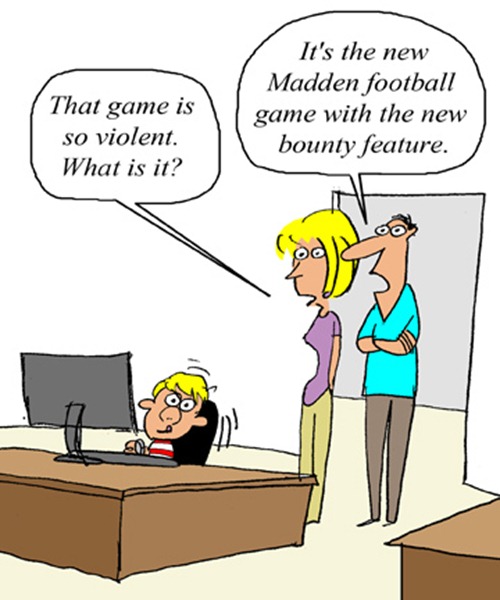 That game is
so violent.
What is it?
It's the new
Madden football
game with the new
bounty feature.